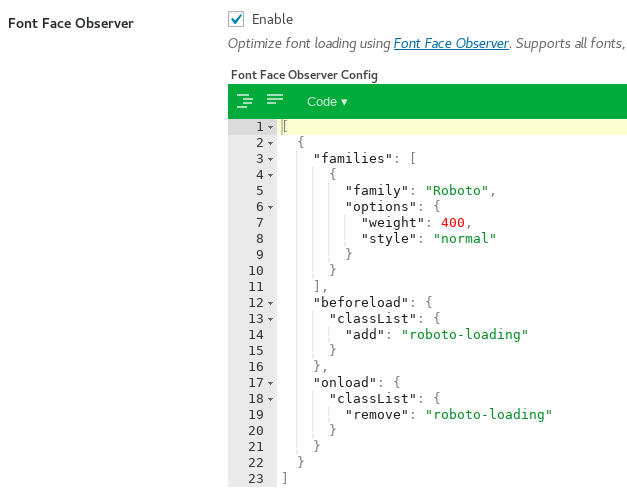 Font Face Observer
Enable
Optimize font loading using Font Face Observer. Supports all fonts,
Font Face Observer Config
Code ▾
1 [
2 {
3 "families": [
4 {
5 "family": "Roboto",
6 "options": {
7 "weight": 400,
8 "style": "normal"
9 }
10 }
11 ],
12 "beforeload": {
13 "classList": {
14 "add": "roboto-loading"
15 }
16 },
17 "onload": {
18 "classList": {
19 "remove": "roboto-loading"
20 }
21 }
22 }
23 ]